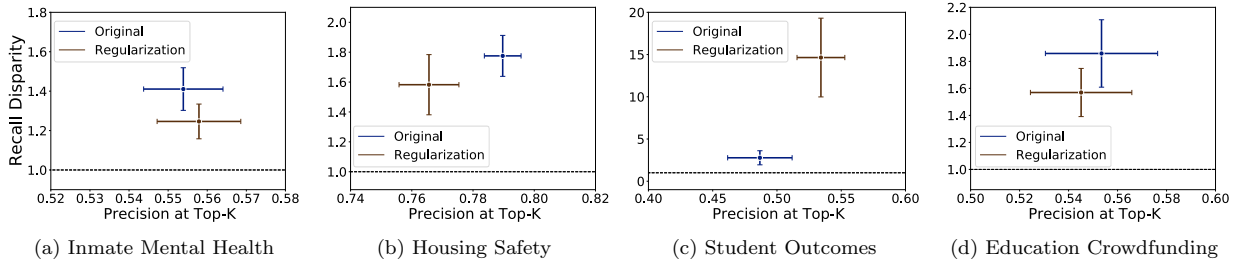 Recall Disparity
1.8
1.6
1.4
1.2
1.0
Original
Regularization
0.52 0.53 0.54 0.55 0.56 0.57 0.58
Precision at Top-K
(a) Inmate Mental Health
2.0
1.8
1.6
1.4
1.2
1.0
Original
Regularization
0.74 0.76 0.78 0.80 0.82
Precision at Top-K
(b) Housing Safety
20
15
10
5
0
Original
Regularization
0.40 0.45 0.50 0.55 0.60
Precision at Top-K
(c) Student Outcomes
2.2
2.0
1.8
1.6
1.4
1.2
1.0
Original
Regularization
0.50 0.52 0.54 0.56 0.58 0.60
Precision at Top-K
(d) Education Crowdfunding